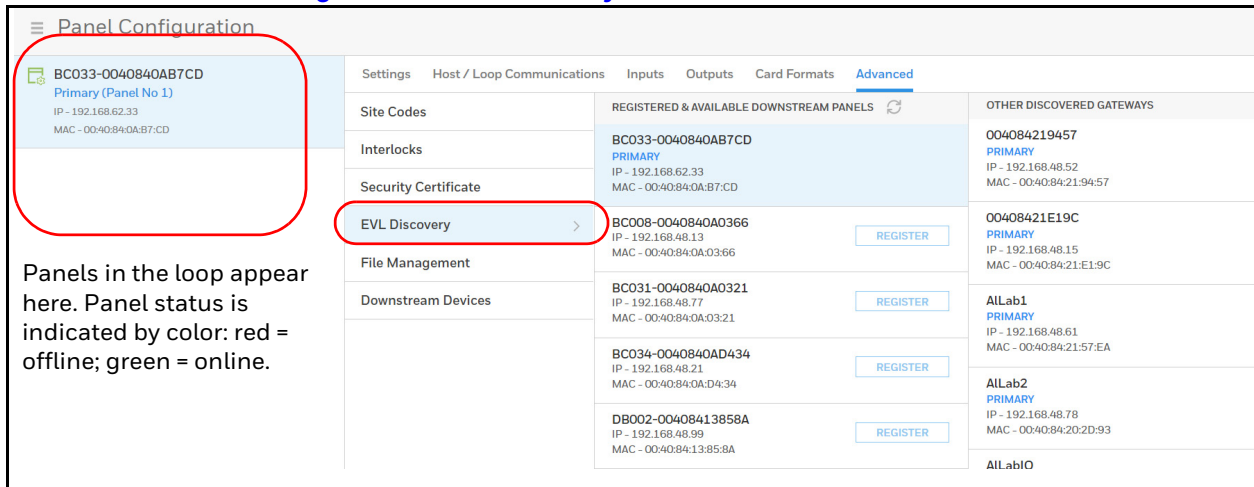 Panel Configuration
BC033-0040840AB7CD
Primary (Panel No 1)
IP - 192.168.62.33
MAC - 00:40:84:0A:B7:CD
Panels in the loop appear
here. Panel status is
indicated by color: red =
offline; green = online.
Settings Host / Loop Communications Inputs Outputs Card Formats Advanced
Site Codes
Interlocks
Security Certificate
EVL Discovery >
File Management
Downstream Devices
REGISTERED & AVAILABLE DOWNSTREAM PANELS
BC033-0040840AB7CD
PRIMARY
IP - 192.168.62.33
MAC - 00:40:84:0A:B7:CD
BC008-0040840A0366
IP - 192.168.48.13
MAC - 00:40:84:0A:03:66
REGISTER
BC031-0040840A0321
IP - 192.168.48.77
MAC - 00:40:84:0A:03:21
REGISTER
BC034-0040840AD434
IP - 192.168.48.21
MAC - 00:40:84:0A:D4:34
REGISTER
DB002-00408413858A
IP - 192.168.48.99
MAC - 00:40:84:13:85:8A
REGISTER
OTHER DISCOVERED GATEWAYS
004084219457
PRIMARY
IP - 192.168.48.52
MAC - 00:40:84:21:94:57
00408421E19C
PRIMARY
IP - 192.168.48.15
MAC - 00:40:84:21:E1:9C
AlLab1
PRIMARY
IP - 192.168.48.61
MAC - 00:40:84:21:57:EA
AlLab2
PRIMARY
IP - 192.168.48.78
MAC - 00:40:84:20:2D:93
AlLabIO